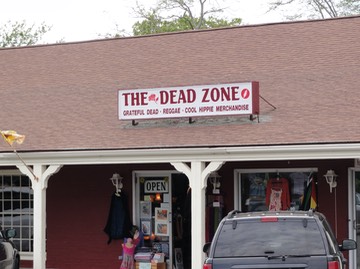 THE DEAD ZONE
GRATEFUL DEAD · REGGAE · COOL HIPPIE MERCHANDISE
OPEN